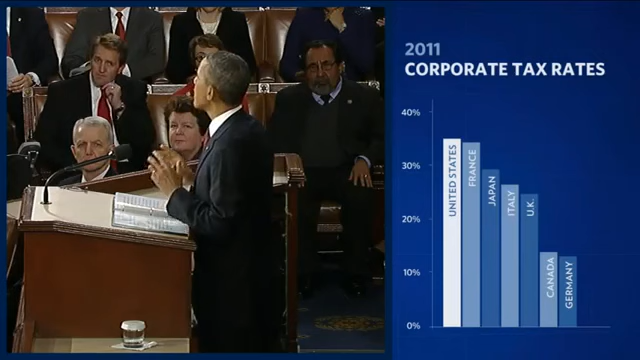 2011
CORPORATE TAX RATES
40%
30%
20%
10%
0%
UNITED STATES
FRANCE
JAPAN
ITALY
U.K.
CANADA
GERMANY